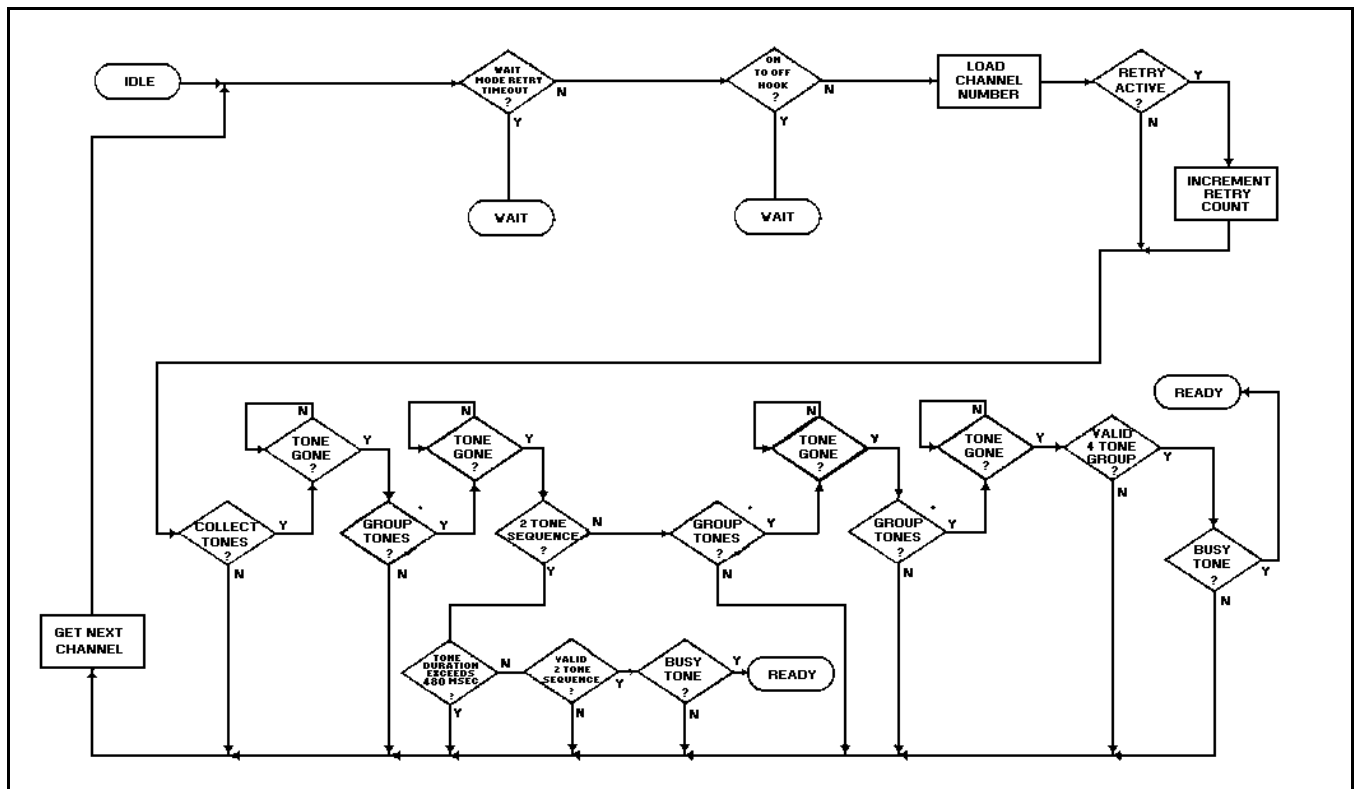 IDLE
WAIT
MODE RETRY
TIMEOUT
?
N
Y
WAIT
ON
TO OFF
HOOK
?
N
Y
WAIT
LOAD
CHANNEL
NUMBER
RETRY
ACTIVE
?
Y
N
INCREMENT
RETRY
COUNT
READY
N
TONE
GONE
?
Y
N
TONE
GONE
?
Y
N
TONE
GONE
?
Y
N
TONE
GONE
?
Y
VALID
4 TONE
GROUP
?
Y
N
COLLECT
TONES
?
Y
N
*
GROUP
TONES
?
Y
N
2 TONE
SEQUENCE
?
N
Y
*
GROUP
TONES
?
Y
N
*
GROUP
TONES
?
Y
N
BUSY
TONE
?
Y
N
GET NEXT
CHANNEL
TONE
DURATION
EXCEEDS
480 MSEC
?
N
Y
VALID
2 TONE
SEQUENCE
?
Y
N
BUSY
TONE
?
Y
N
READY